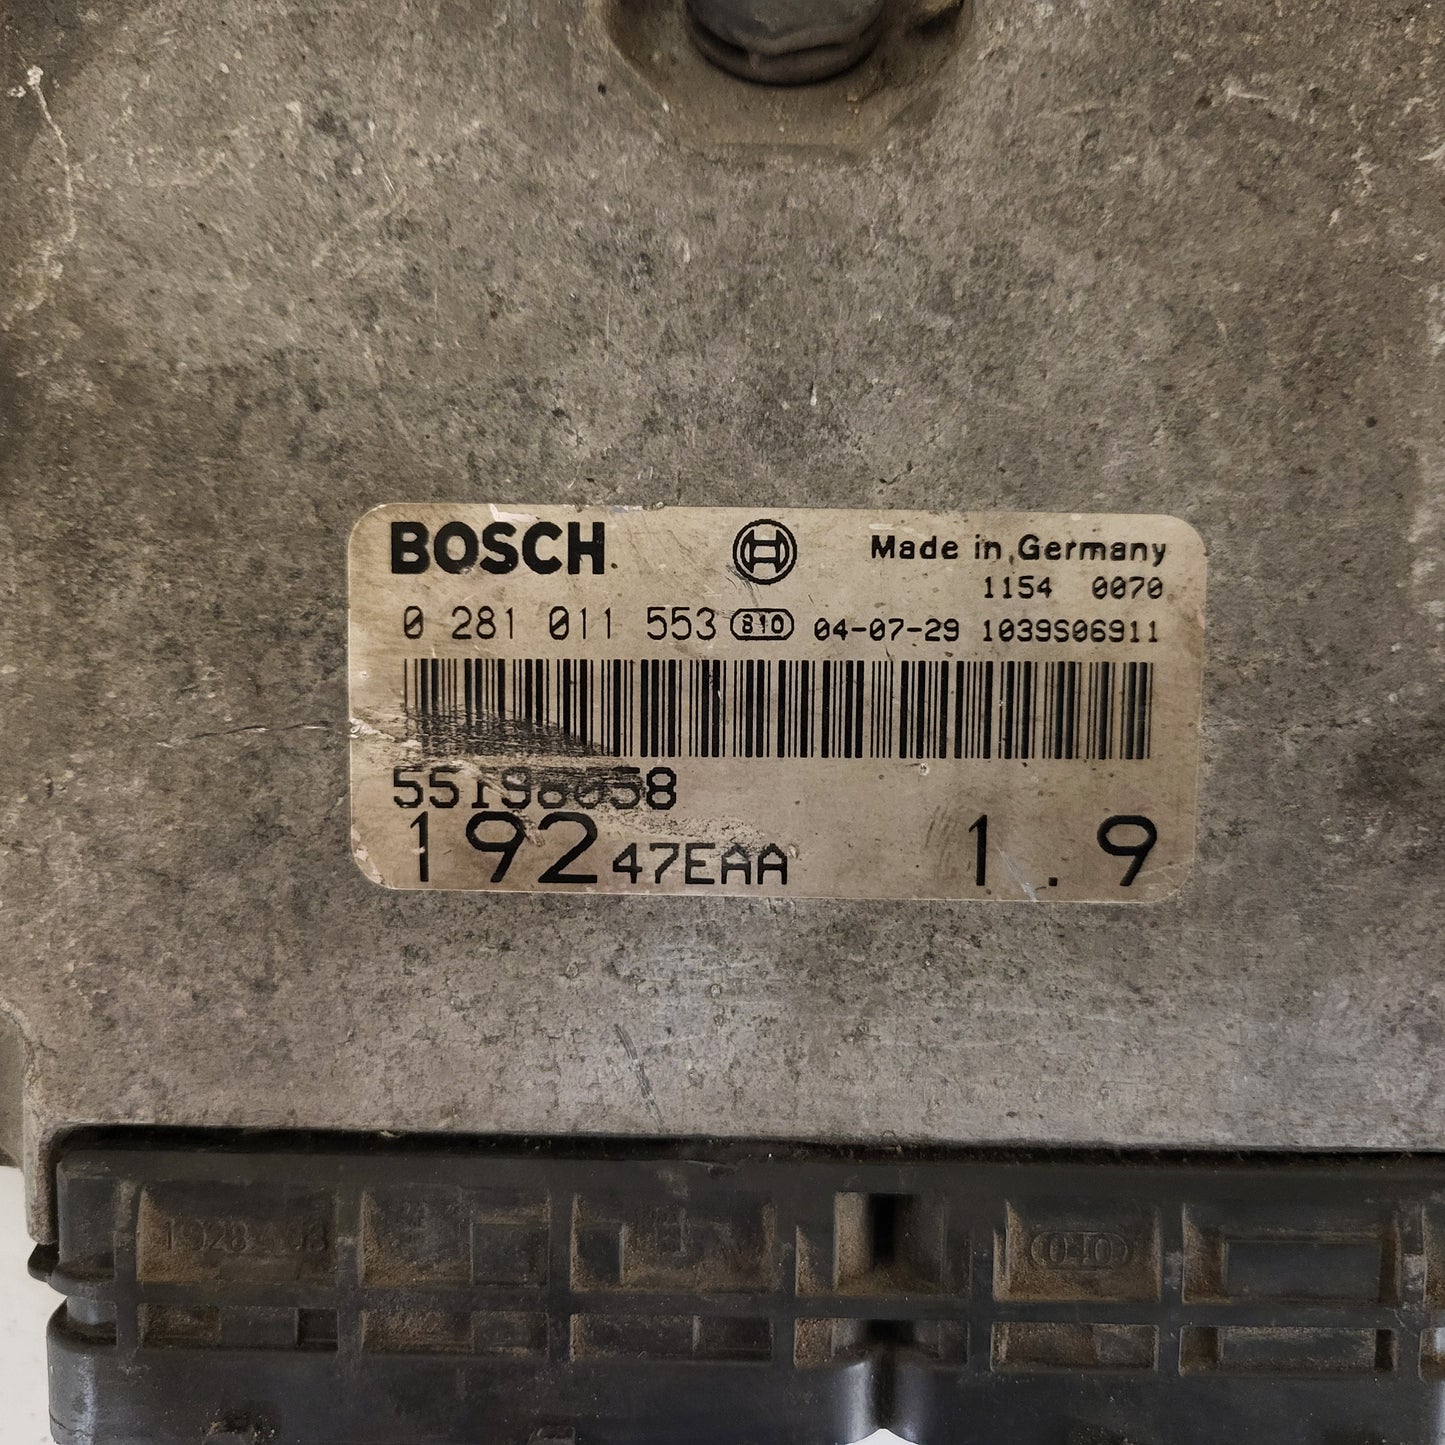 BOSCH Made in Germany
1154 0070
0 281 011 553 810 04-07-29 1039S06911
55198058
192 47EAA 1.9
040